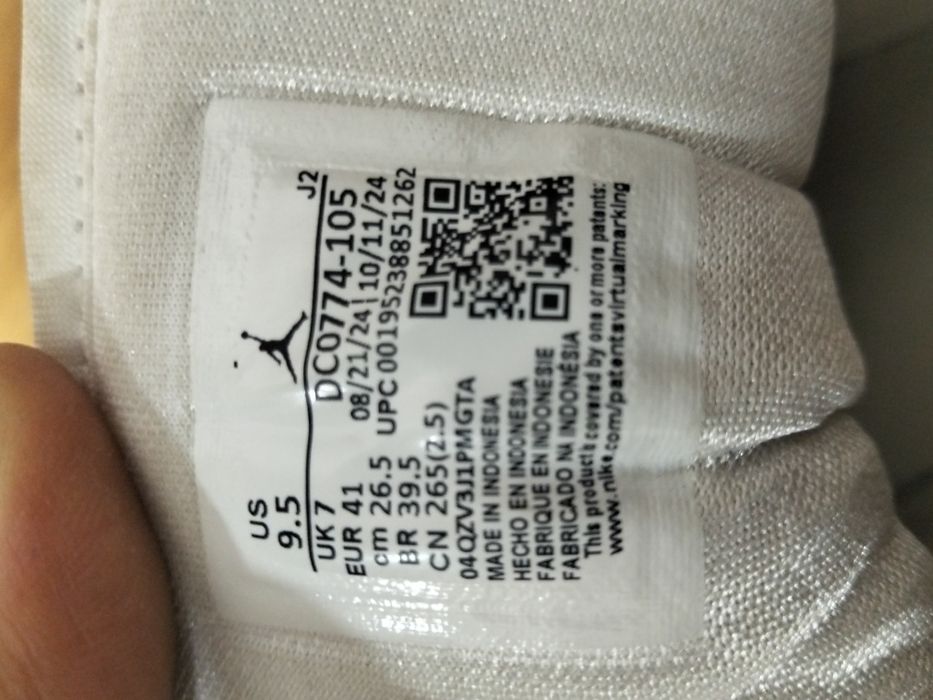 US
9.5
J2
UK 7
DC0774-105
EUR 41
08/21/24 | 10/11/24
cm 26.5
UPC 00195238851262
BR 39.5
CN 265(2.5)
04QZV3J1PMGTA
MADE IN INDONESIA
HECHO EN INDONESIA
FABRIQUE EN INDONESIE
FABRICADO NA INDONÉSIA
This product is covered by one or more patents:
www.nike.com/patentsvirtualmarking